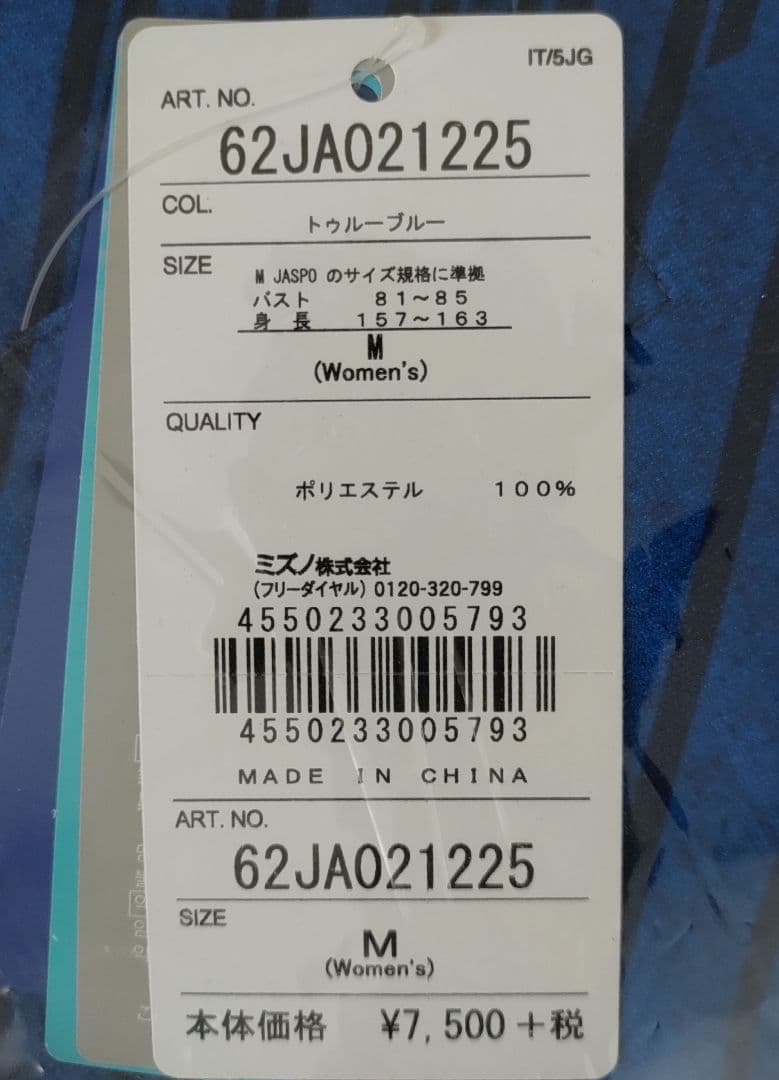 IT/5JG
ART. NO.
62JA021225
COL.
トゥルーブルー
SIZE
M JASPO のサイズ規格に準拠
バスト 81～85
身長 157～163
M
(Women's)
QUALITY
ポリエステル 100%
ミズノ株式会社
(フリーダイヤル) 0120-320-799
4550233005793
4550233005793
MADE IN CHINA
ART. NO.
62JA021225
SIZE
M
(Women's)
本体価格 ¥7,500+税